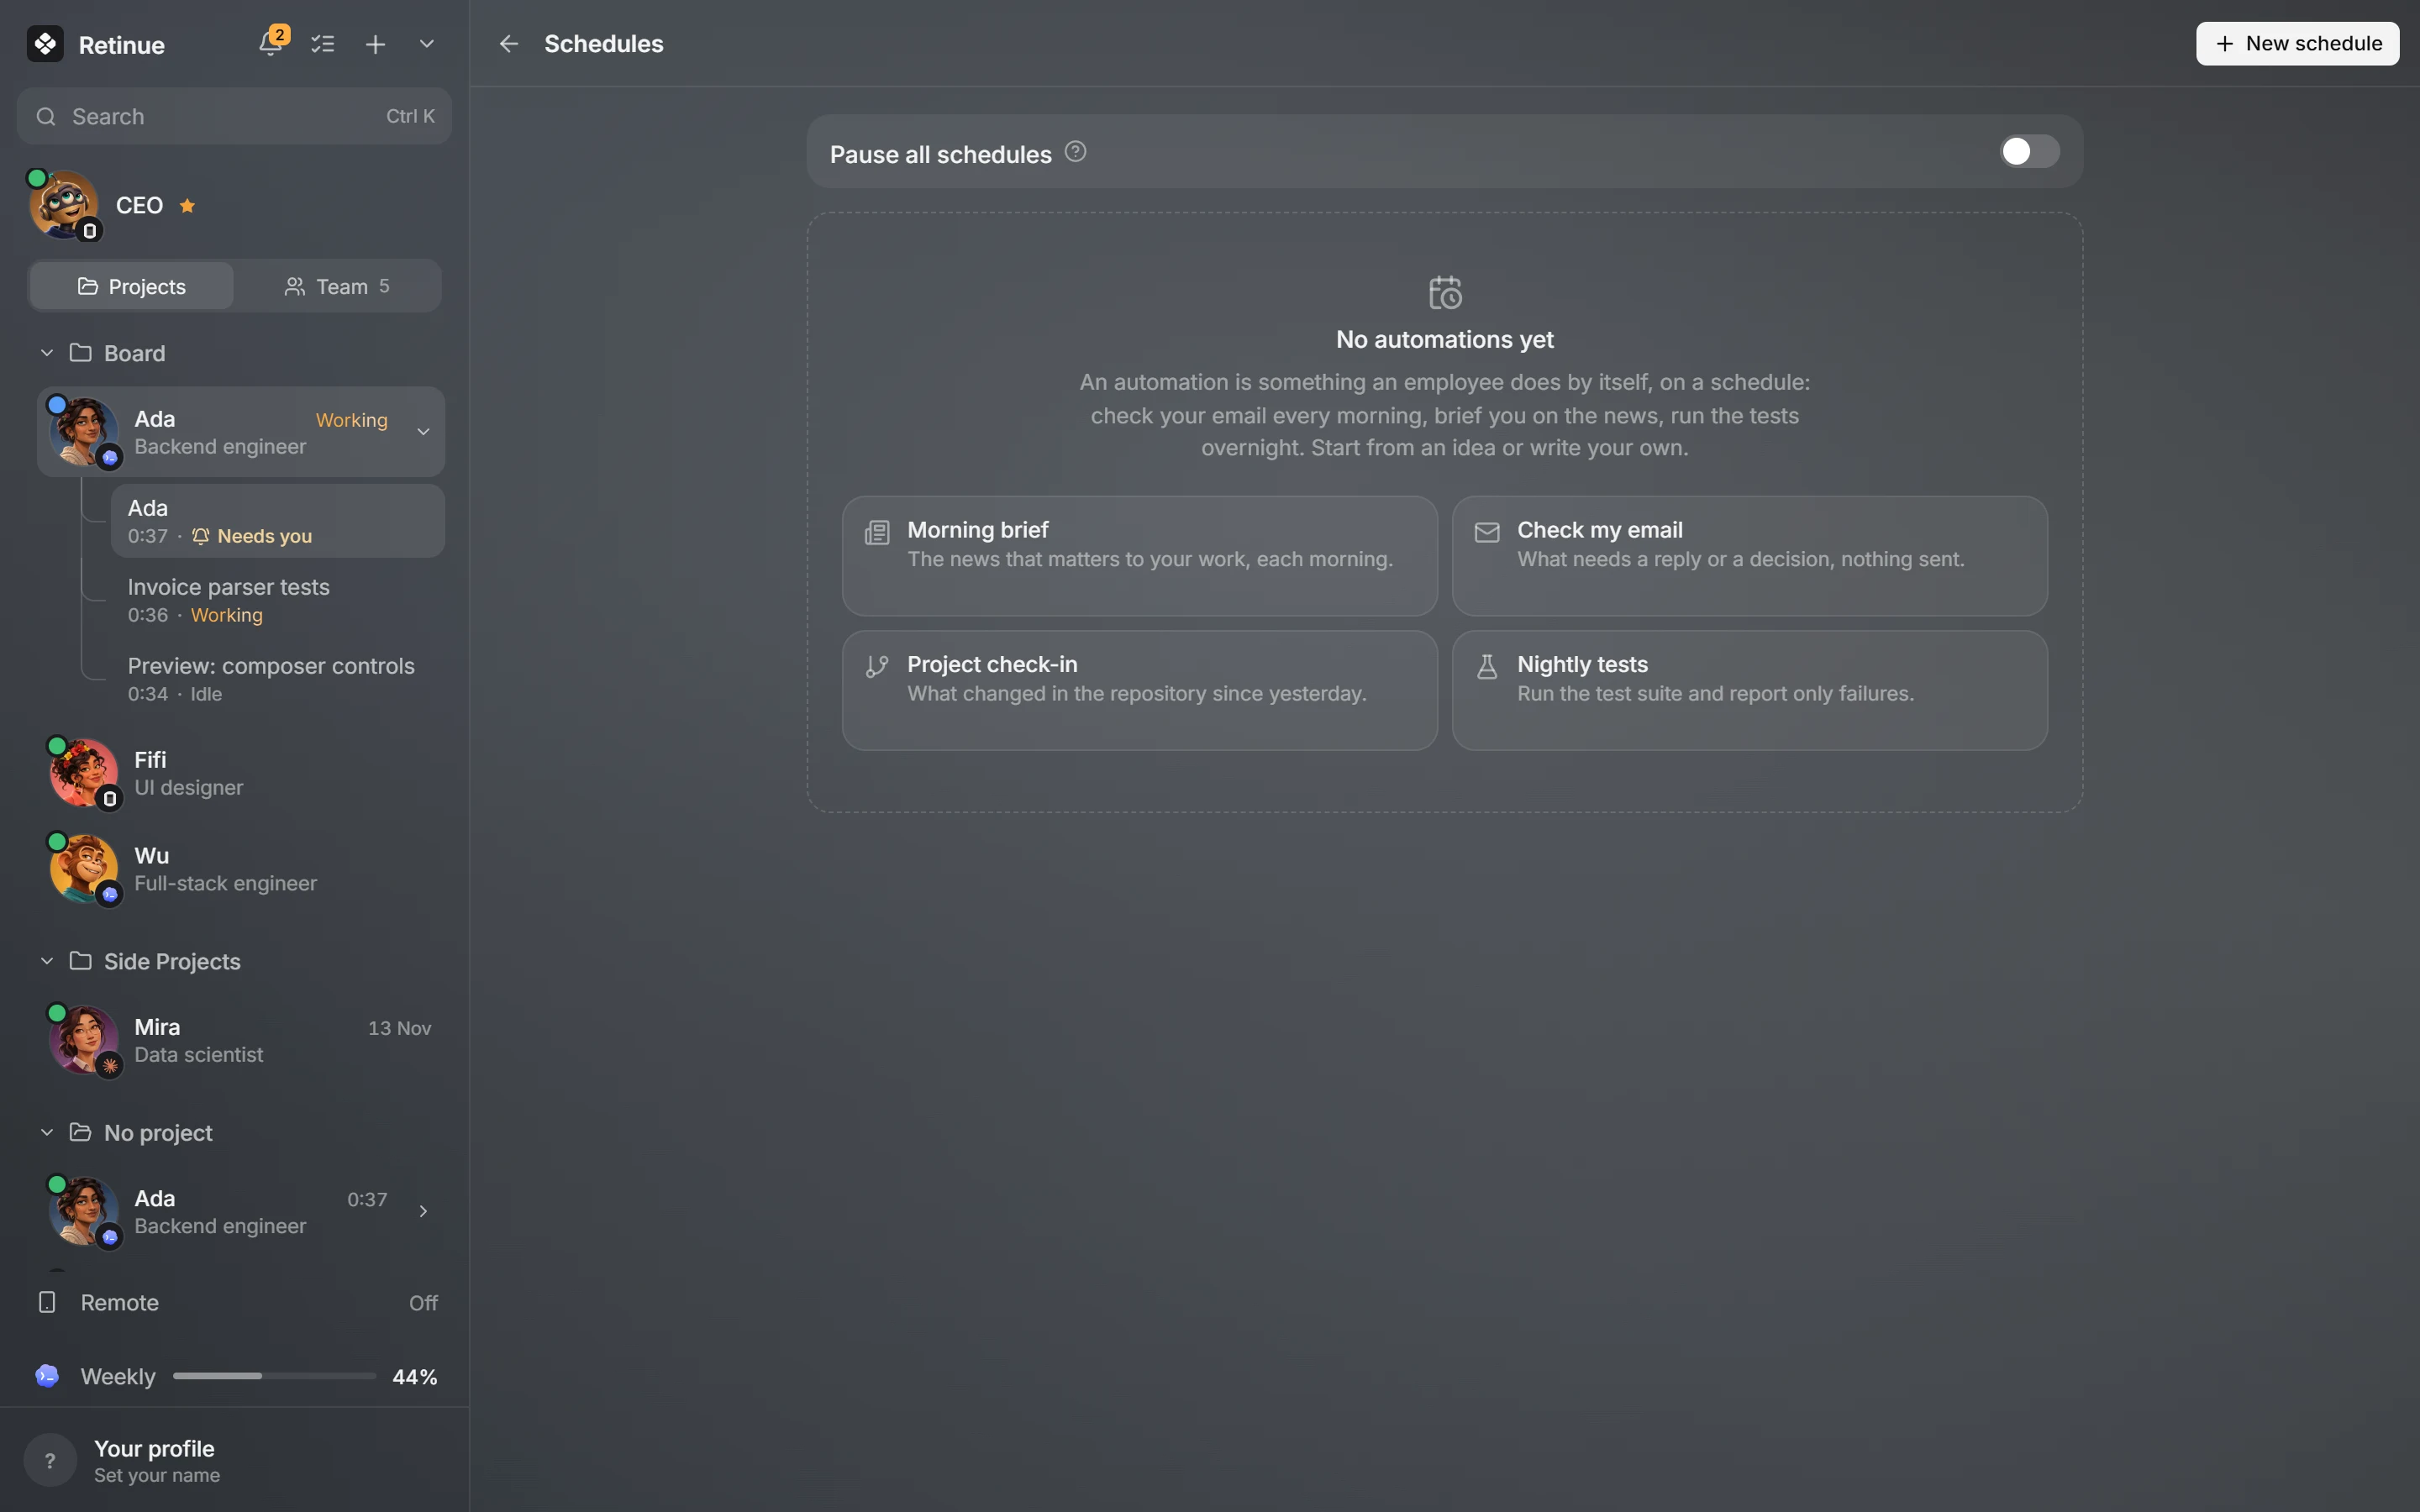 Retinue
2
Search
Ctrl K
CEO
Projects
Team 5
Board
Ada
Working
Backend engineer
Ada
0:37 · Needs you
Invoice parser tests
0:36 · Working
Preview: composer controls
0:34 · Idle
Fifi
UI designer
Wu
Full-stack engineer
Side Projects
Mira
13 Nov
Data scientist
No project
Ada
0:37
Backend engineer
Remote
Off
Weekly
44%
?
Your profile
Set your name
Schedules
+ New schedule
Pause all schedules ?
No automations yet
An automation is something an employee does by itself, on a schedule:
check your email every morning, brief you on the news, run the tests
overnight. Start from an idea or write your own.
Morning brief
The news that matters to your work, each morning.
Check my email
What needs a reply or a decision, nothing sent.
Project check-in
What changed in the repository since yesterday.
Nightly tests
Run the test suite and report only failures.